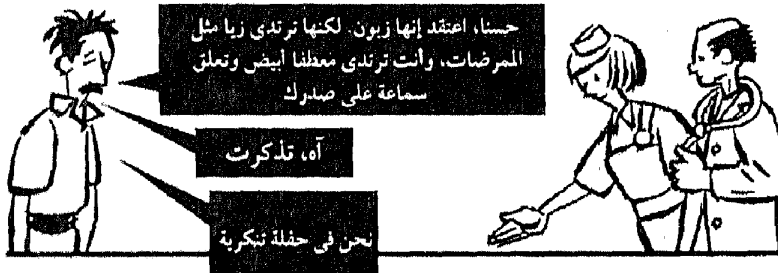 حسنا، اعتقد إنها زبون. لكنها ترتدى زيا مثل
الممرضات، وأنت ترتدى معطفا أبيض وتعلق
سماعة على صدرك
آه، تذكرت
نحن فى حفلة تنكرية